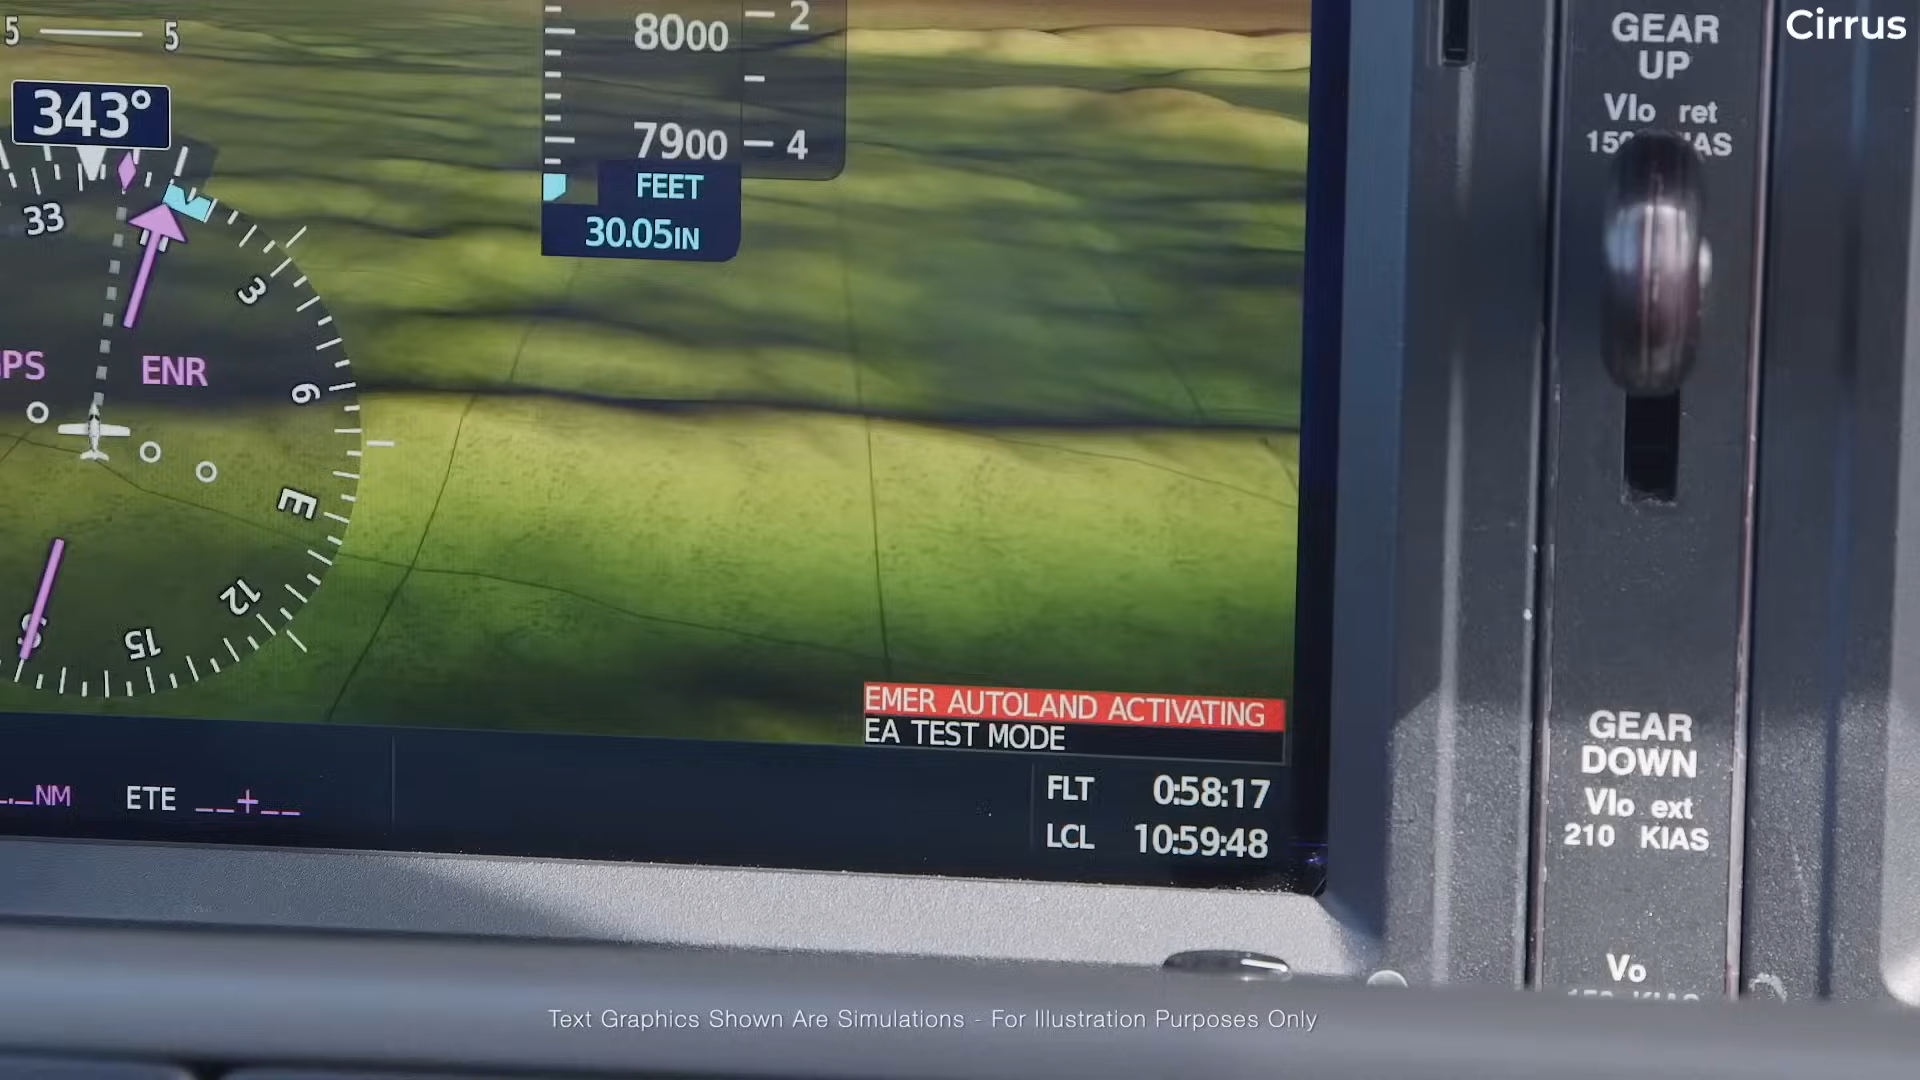 Cirrus
5 5
8000
2
7900
4
FEET
30.05IN
343°
33
3
6
E
12
15
S
ENR
EMER AUTOLAND ACTIVATING
EA TEST MODE
NM
ETE __+__
FLT 0:58:17
LCL 10:59:48
GEAR
UP
Vlo ret
GEAR
DOWN
Vlo ext
210 KIAS
Vo
Text Graphics Shown Are Simulations - For Illustration Purposes Only